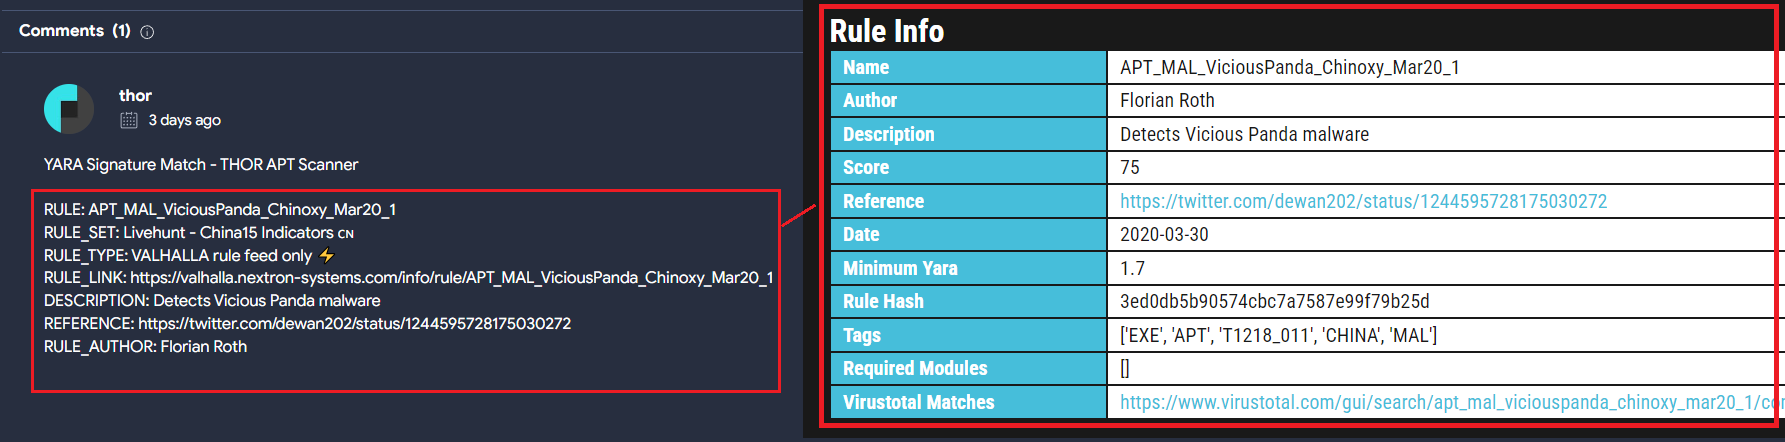 Comments (1)
thor
3 days ago
YARA Signature Match - THOR APT Scanner
RULE: APT_MAL_ViciousPanda_Chinoxy_Mar20_1
RULE_SET: Livehunt - China15 Indicators CN
RULE_TYPE: VALHALLA rule feed only ⚡
RULE_LINK: https://valhalla.nextron-systems.com/info/rule/APT_MAL_ViciousPanda_Chinoxy_Mar20_1
DESCRIPTION: Detects Vicious Panda malware
REFERENCE: https://twitter.com/dewan202/status/1244595728175030272
RULE_AUTHOR: Florian Roth
Rule Info
Name APT_MAL_ViciousPanda_Chinoxy_Mar20_1
Author Florian Roth
Description Detects Vicious Panda malware
Score 75
Reference https://twitter.com/dewan202/status/1244595728175030272
Date 2020-03-30
Minimum Yara 1.7
Rule Hash 3ed0db5b90574cbc7a7587e99f79b25d
Tags ['EXE', 'APT', 'T1218_011', 'CHINA', 'MAL']
Required Modules []
Virustotal Matches https://www.virustotal.com/gui/search/apt_mal_viciouspanda_chinoxy_mar20_1/cor